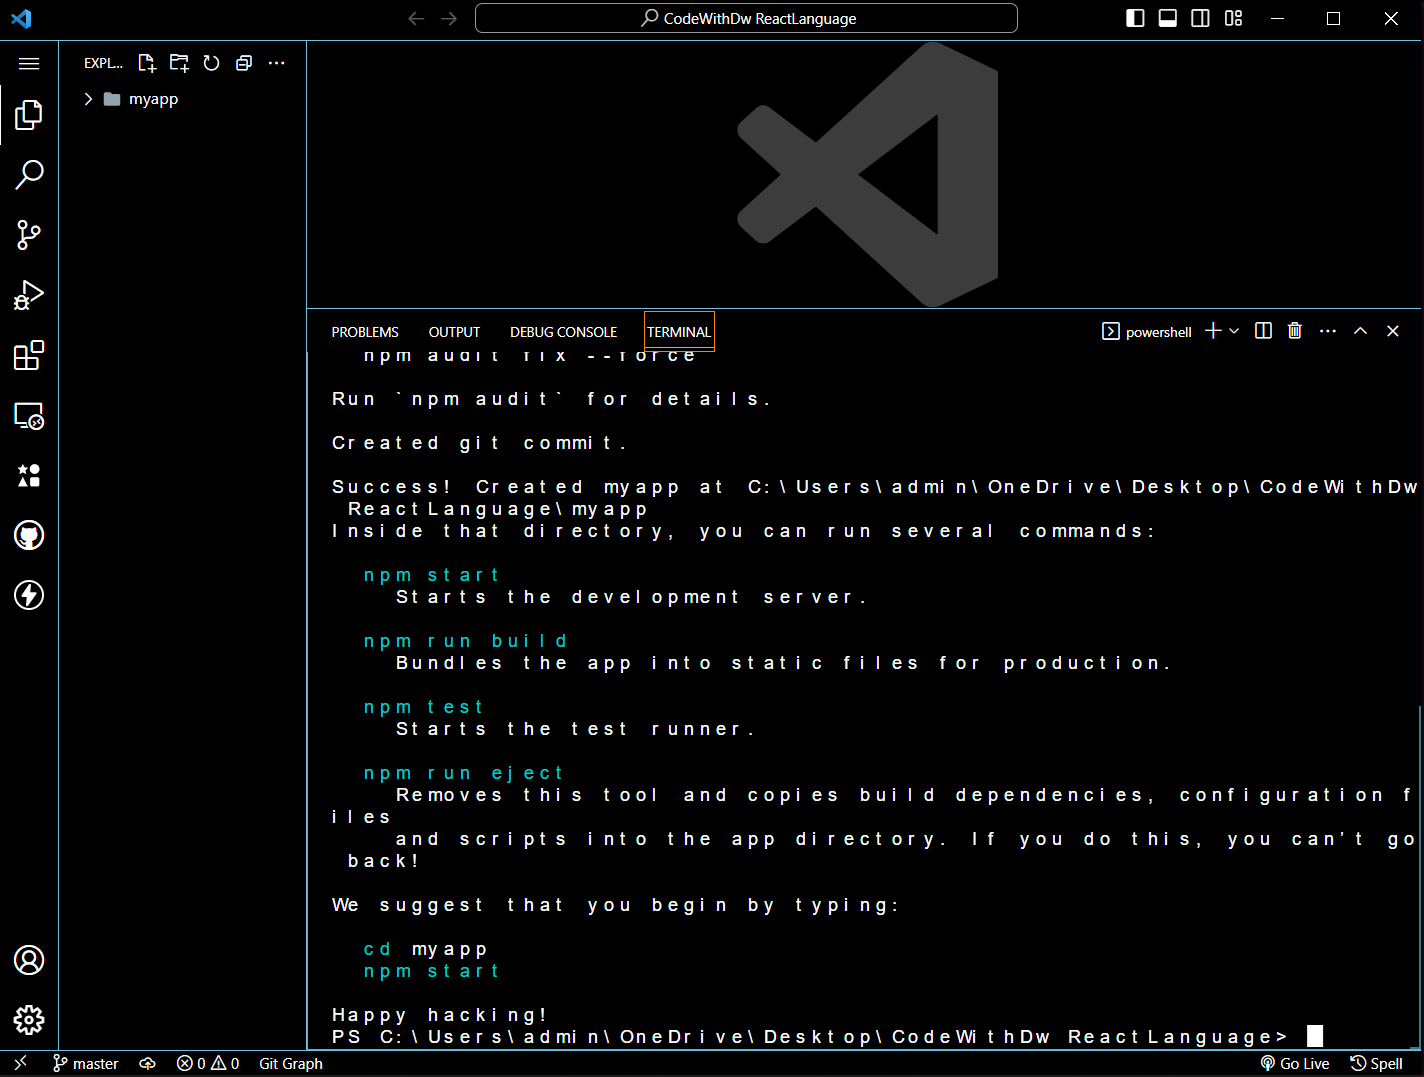 CodeWithDw ReactLanguage
EXPL...
myapp
PROBLEMS OUTPUT DEBUG CONSOLE TERMINAL
powershell
npm audit fix --force
Run `npm audit` for details.
Created git commit.
Success! Created myapp at C:\Users\admin\OneDrive\Desktop\CodeWithDw
ReactLanguage\myapp
Inside that directory, you can run several commands:
npm start
Starts the development server.
npm run build
Bundles the app into static files for production.
npm test
Starts the test runner.
npm run eject
Removes this tool and copies build dependencies, configuration f
iles
and scripts into the app directory. If you do this, you can't go
back!
We suggest that you begin by typing:
cd myapp
npm start
Happy hacking!
PS C:\Users\admin\OneDrive\Desktop\CodeWithDw ReactLanguage>
master 0 0 Git Graph Go Live Spell